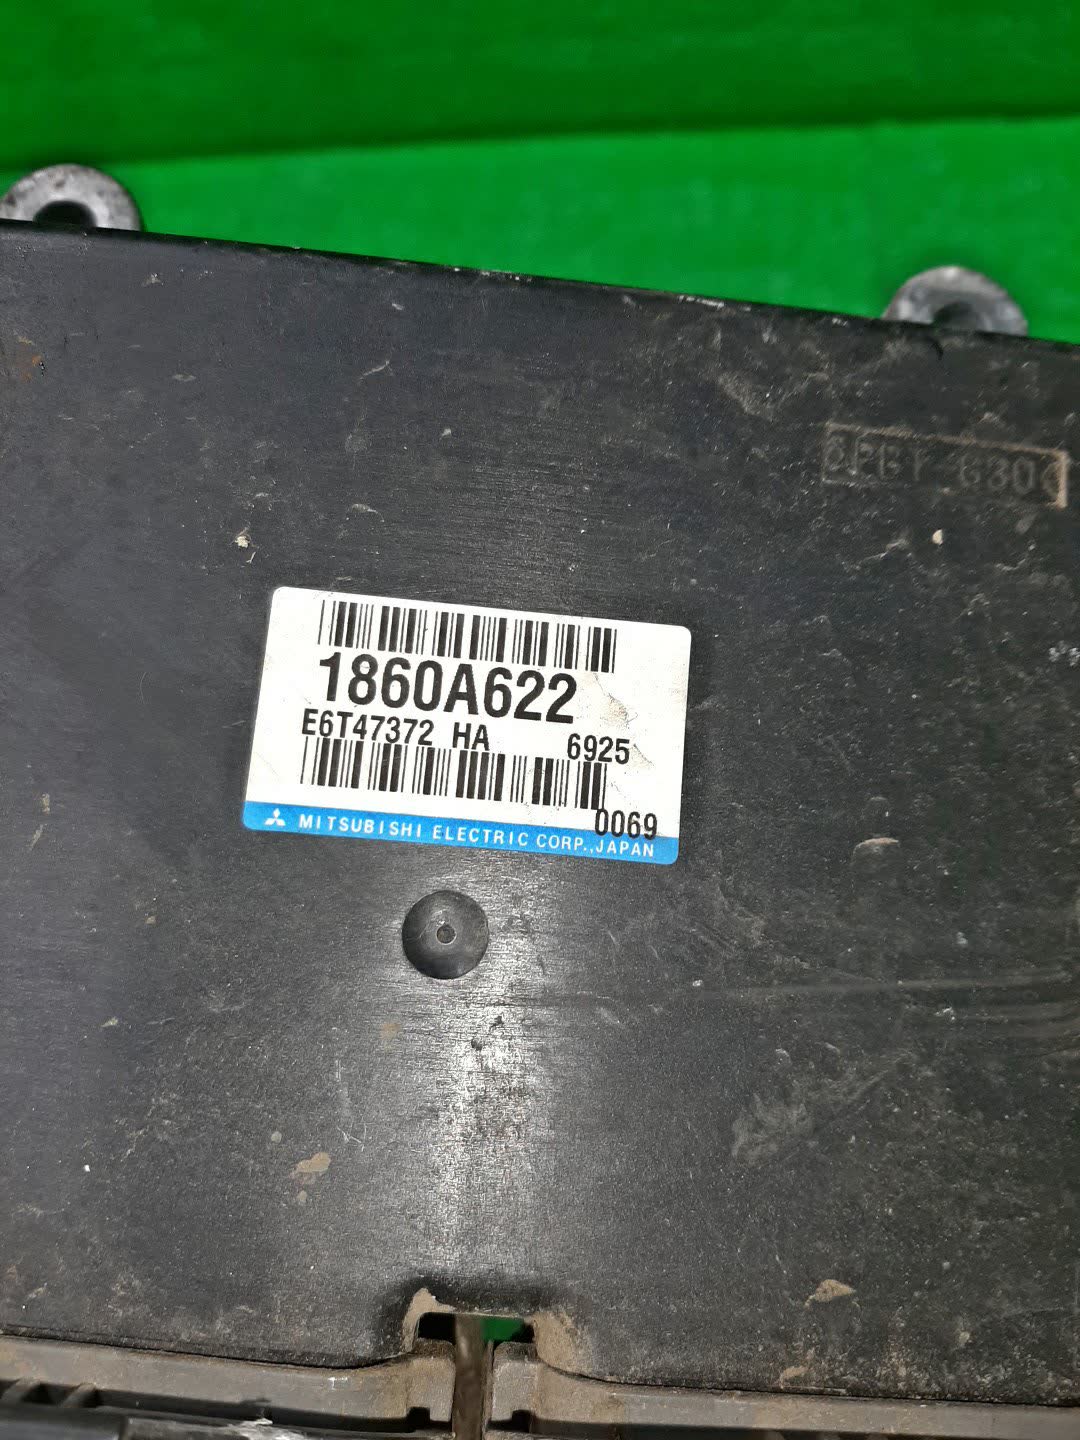 1860A622
E6T47372 HA 6925
0069
MITSUBISHI ELECTRIC CORP.,JAPAN